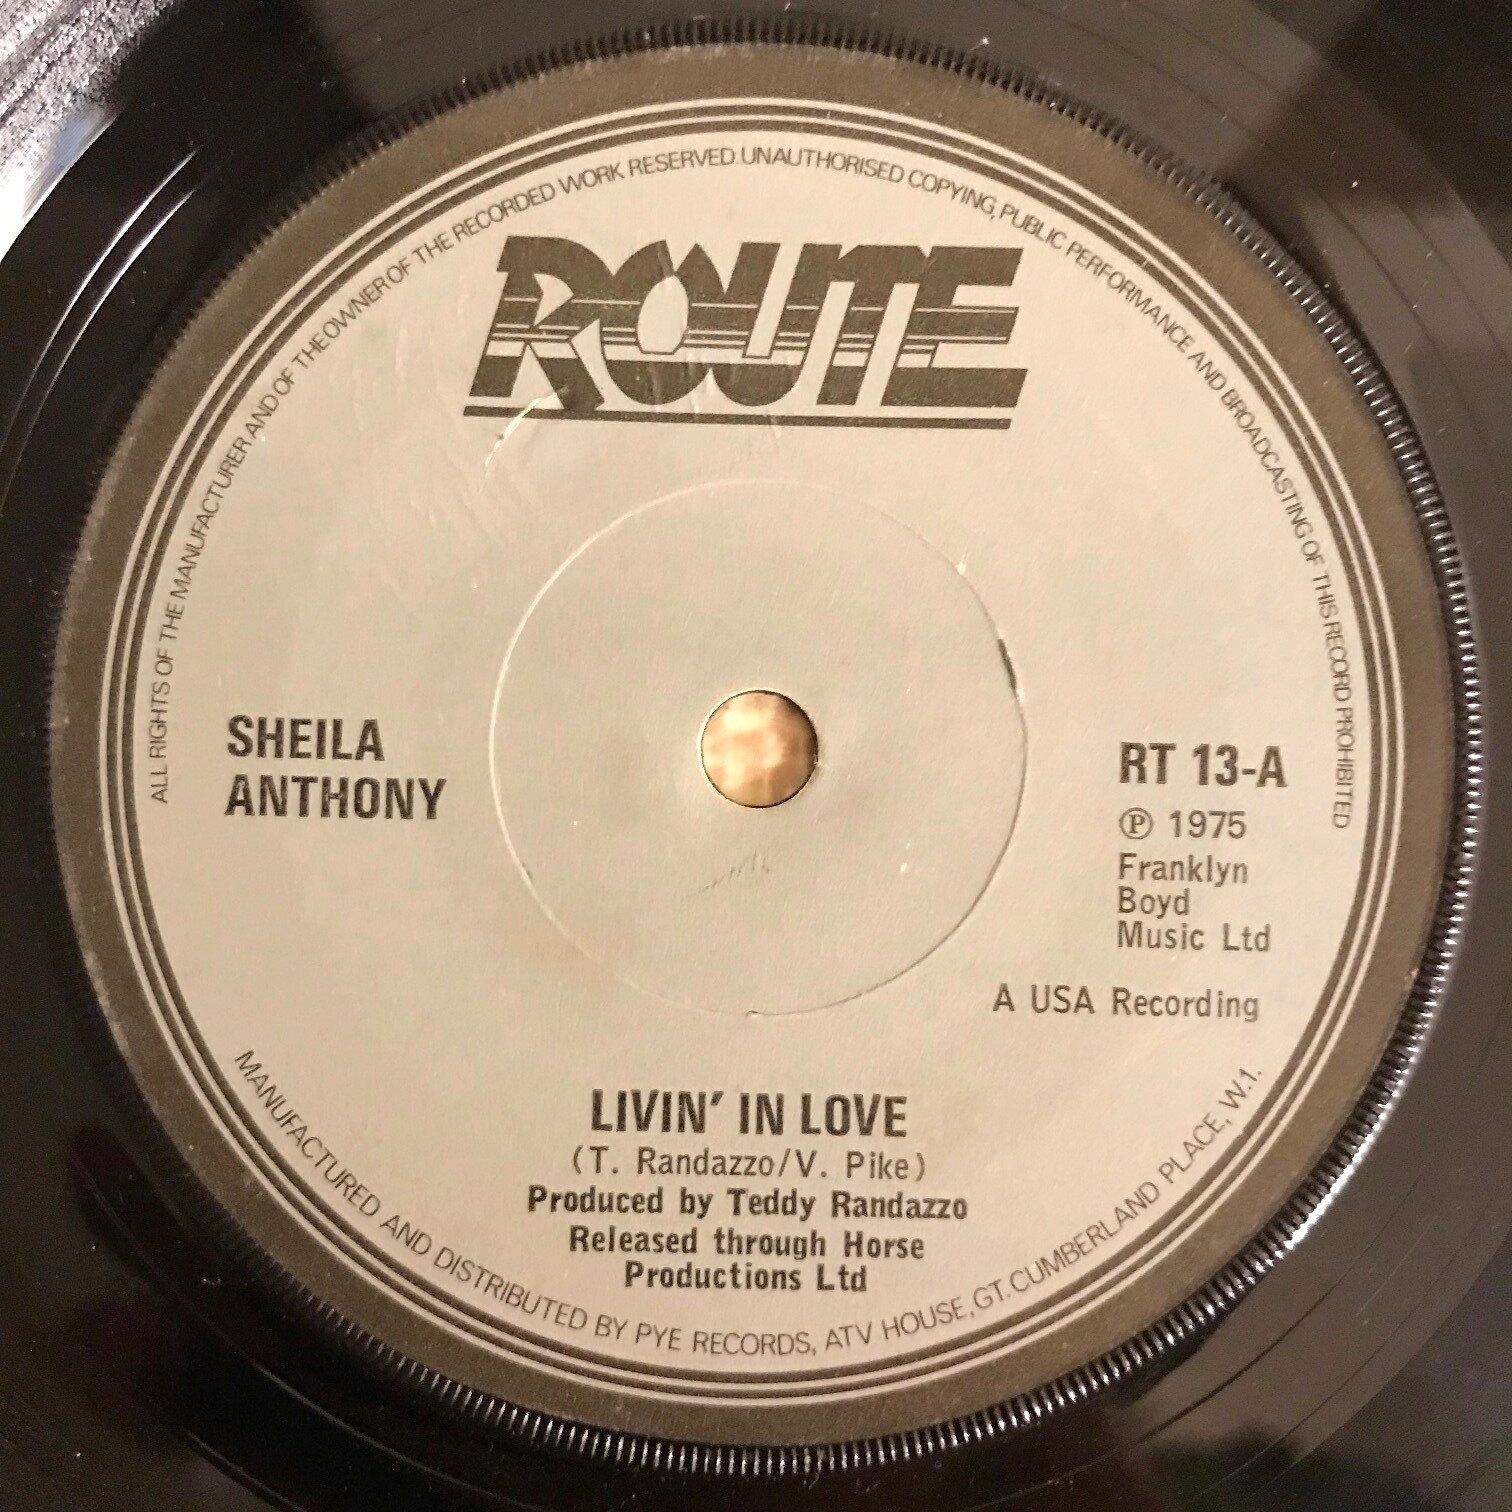 ALL RIGHTS OF THE MANUFACTURER AND OF THE OWNER OF THE RECORDED WORK RESERVED. UNAUTHORISED COPYING, PUBLIC PERFORMANCE AND BROADCASTING OF THIS RECORD PROHIBITED
ROUTE
SHEILA
ANTHONY
RT 13-A
℗ 1975
Franklyn
Boyd
Music Ltd
A USA Recording
LIVIN' IN LOVE
(T. Randazzo/V. Pike)
Produced by Teddy Randazzo
Released through Horse
Productions Ltd
MANUFACTURED AND DISTRIBUTED BY PYE RECORDS, ATV HOUSE, GT. CUMBERLAND PLACE, W.1.